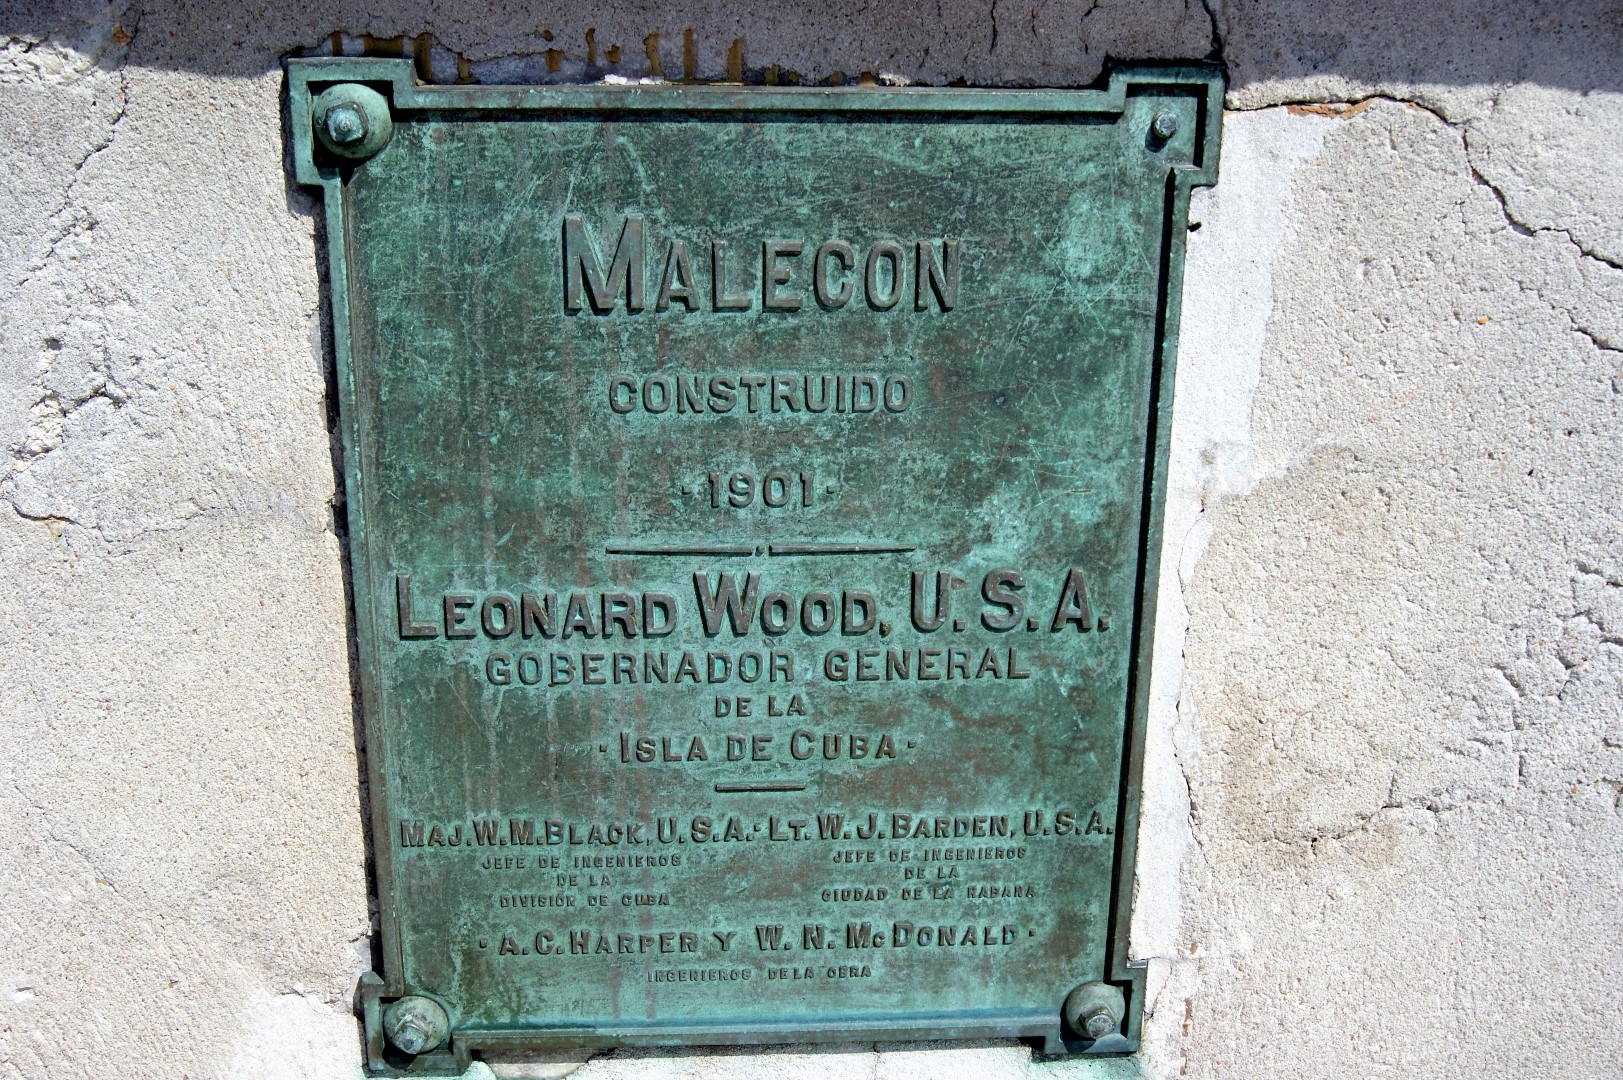 MALECON
CONSTRUIDO
· 1901 ·
LEONARD WOOD, U.S.A.
GOBERNADOR GENERAL
DE LA
· ISLA DE CUBA ·
MAJ. W. M. BLACK, U.S.A. · LT. W. J. BARDEN, U.S.A.
JEFE DE INGENIEROS JEFE DE INGENIEROS
DE LA DE LA
DIVISIÓN DE CUBA CIUDAD DE LA HABANA
· A. C. HARPER Y W. N. MCDONALD ·
INGENIEROS DE LA OBRA